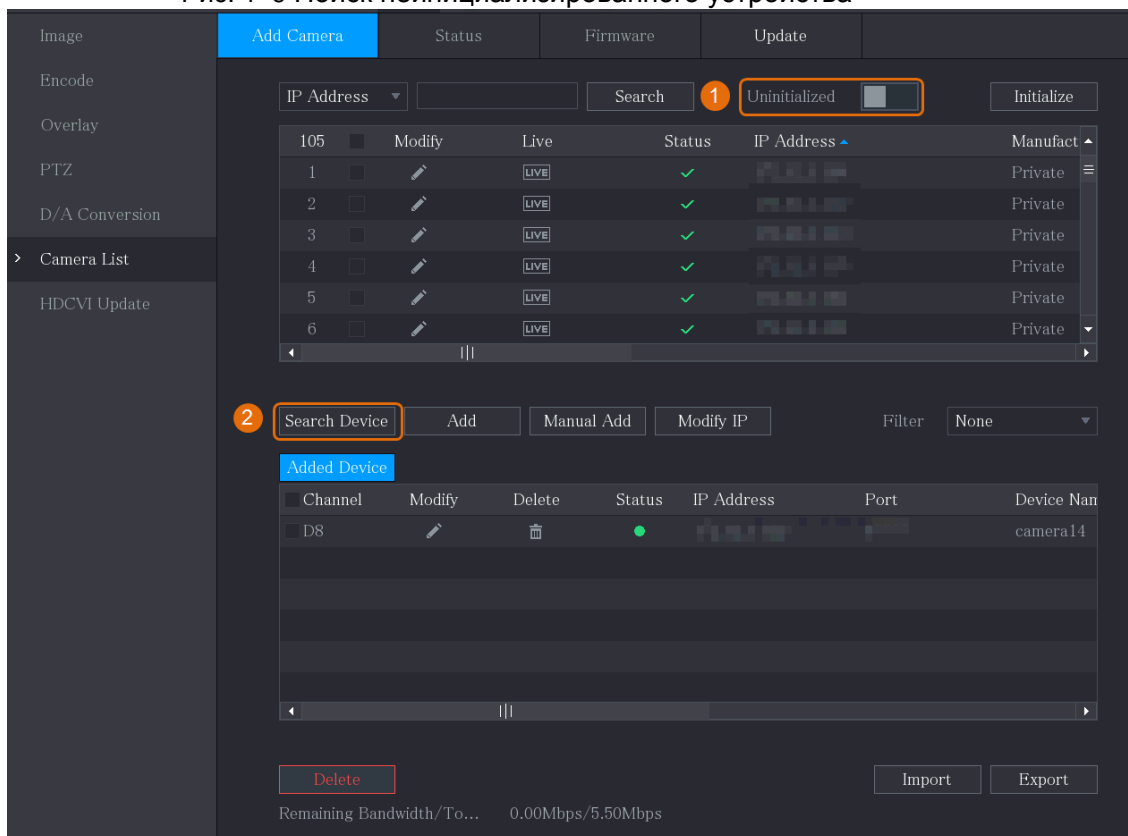 Image
Encode
Overlay
PTZ
D/A Conversion
Camera List
HDCVI Update
Add Camera Status Firmware Update
IP Address Search 1 Uninitialized Initialize
105 Modify Live Status IP Address Manufact
1 LIVE Private
2 LIVE Private
3 LIVE Private
4 LIVE Private
5 LIVE Private
6 LIVE Private
2 Search Device Add Manual Add Modify IP Filter None
Added Device
Channel Modify Delete Status IP Address Port Device Nam
D8 camera14
Delete Import Export
Remaining Bandwidth/To... 0.00Mbps/5.50Mbps